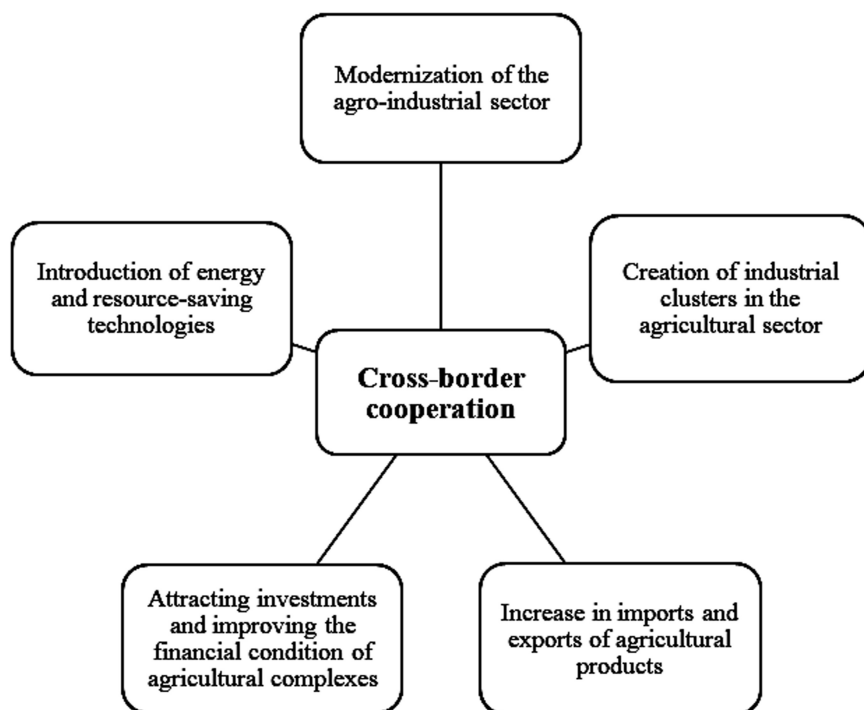 Modernization of the
agro-industrial sector
Introduction of energy
and resource-saving
technologies
Creation of industrial
clusters in the
agricultural sector
Cross-border
cooperation
Attracting investments
and improving the
financial condition of
agricultural complexes
Increase in imports and
exports of agricultural
products